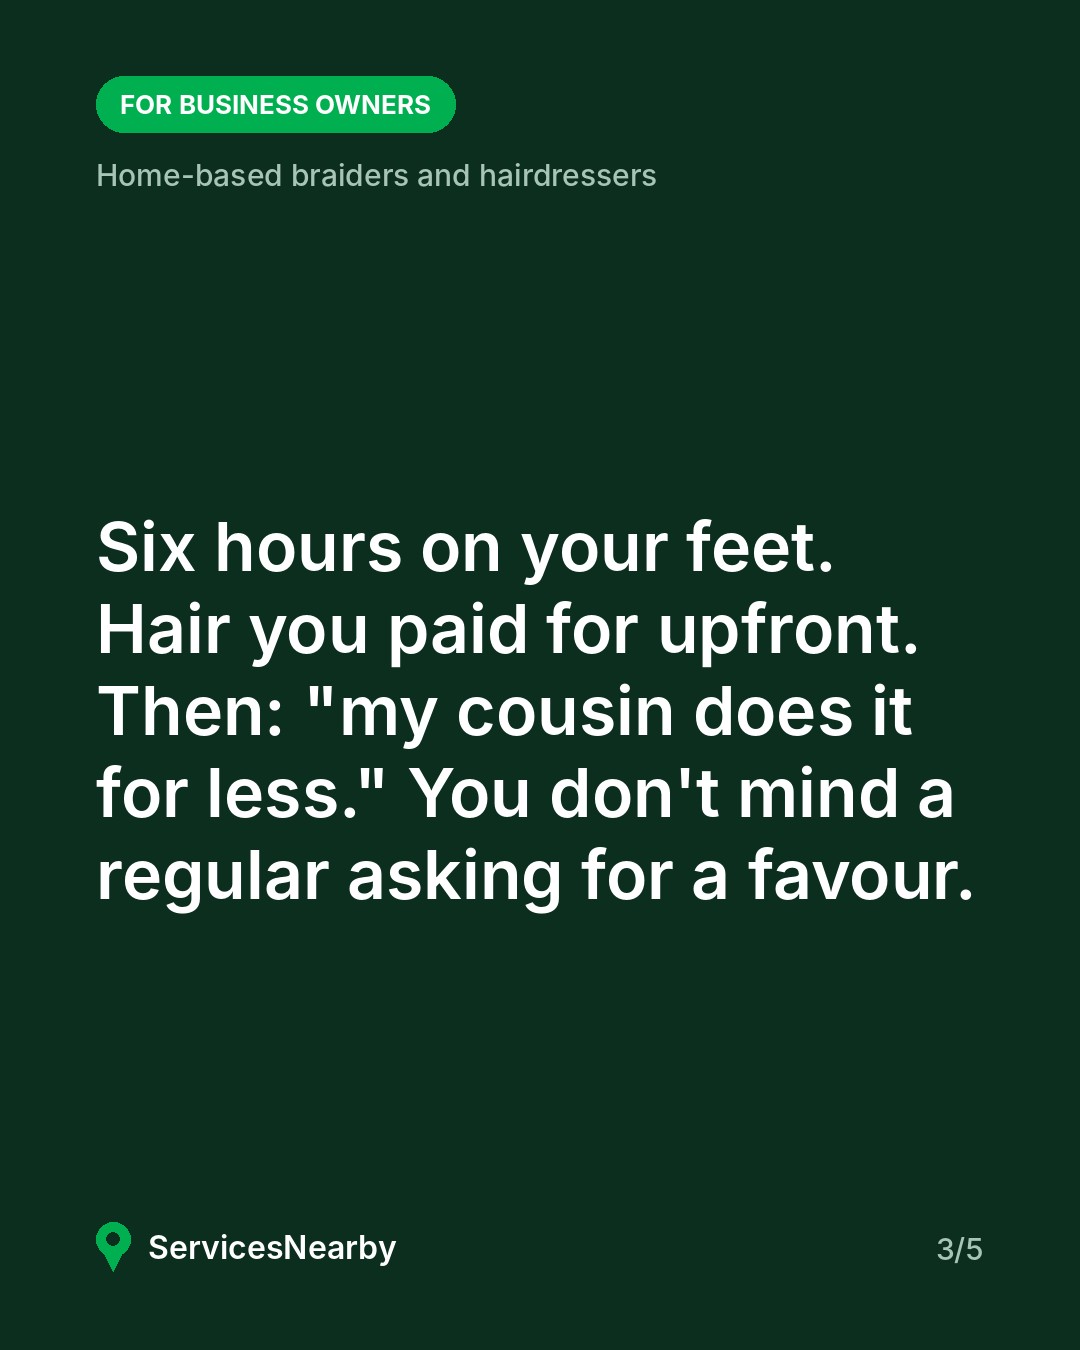 FOR BUSINESS OWNERS
Home-based braiders and hairdressers
Six hours on your feet.
Hair you paid for upfront.
Then: "my cousin does it
for less." You don't mind a
regular asking for a favour.
ServicesNearby
3/5